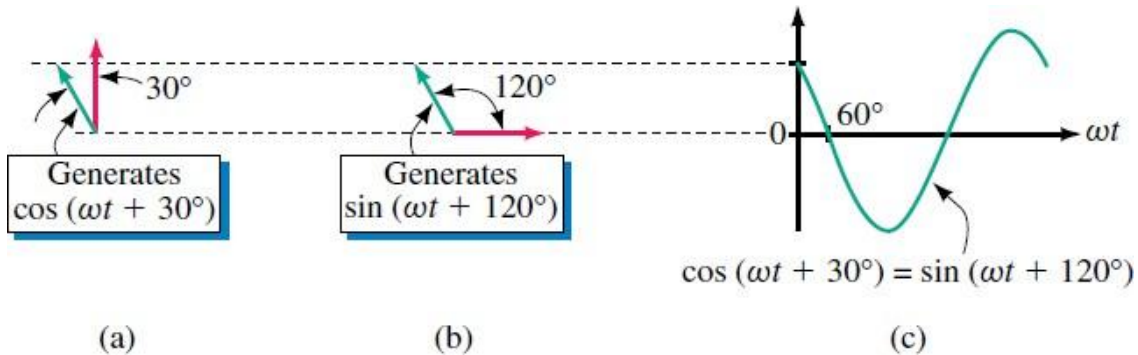 30°
Generates
cos (ωt + 30°)
(a)
120°
Generates
sin (ωt + 120°)
(b)
0
60°
ωt
cos (ωt + 30°) = sin (ωt + 120°)
(c)